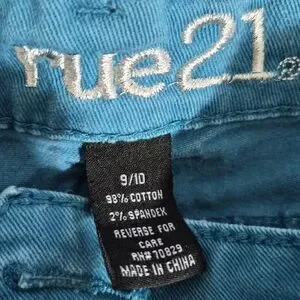 rue21
9/10
98% COTTON
2% SPANDEX
REVERSE FOR
CARE
RN# 70829
MADE IN CHINA